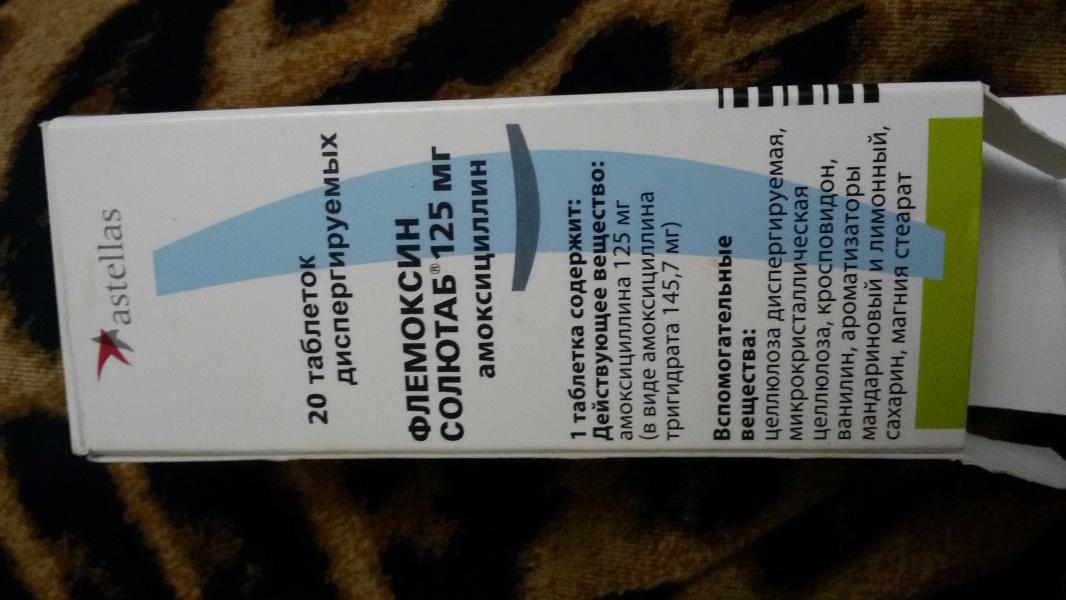 astellas
20 таблеток
диспергируемых
ФЛЕМОКСИН
СОЛЮТАБ® 125 мг
амоксициллин
1 таблетка содержит:
Действующее вещество:
амоксициллина 125 мг
(в виде амоксициллина
тригидрата 145,7 мг)
Вспомогательные
вещества:
целлюлоза диспергируемая,
микрокристаллическая
целлюлоза, кросповидон,
ванилин, ароматизаторы
мандариновый и лимонный,
сахарин, магния стеарат